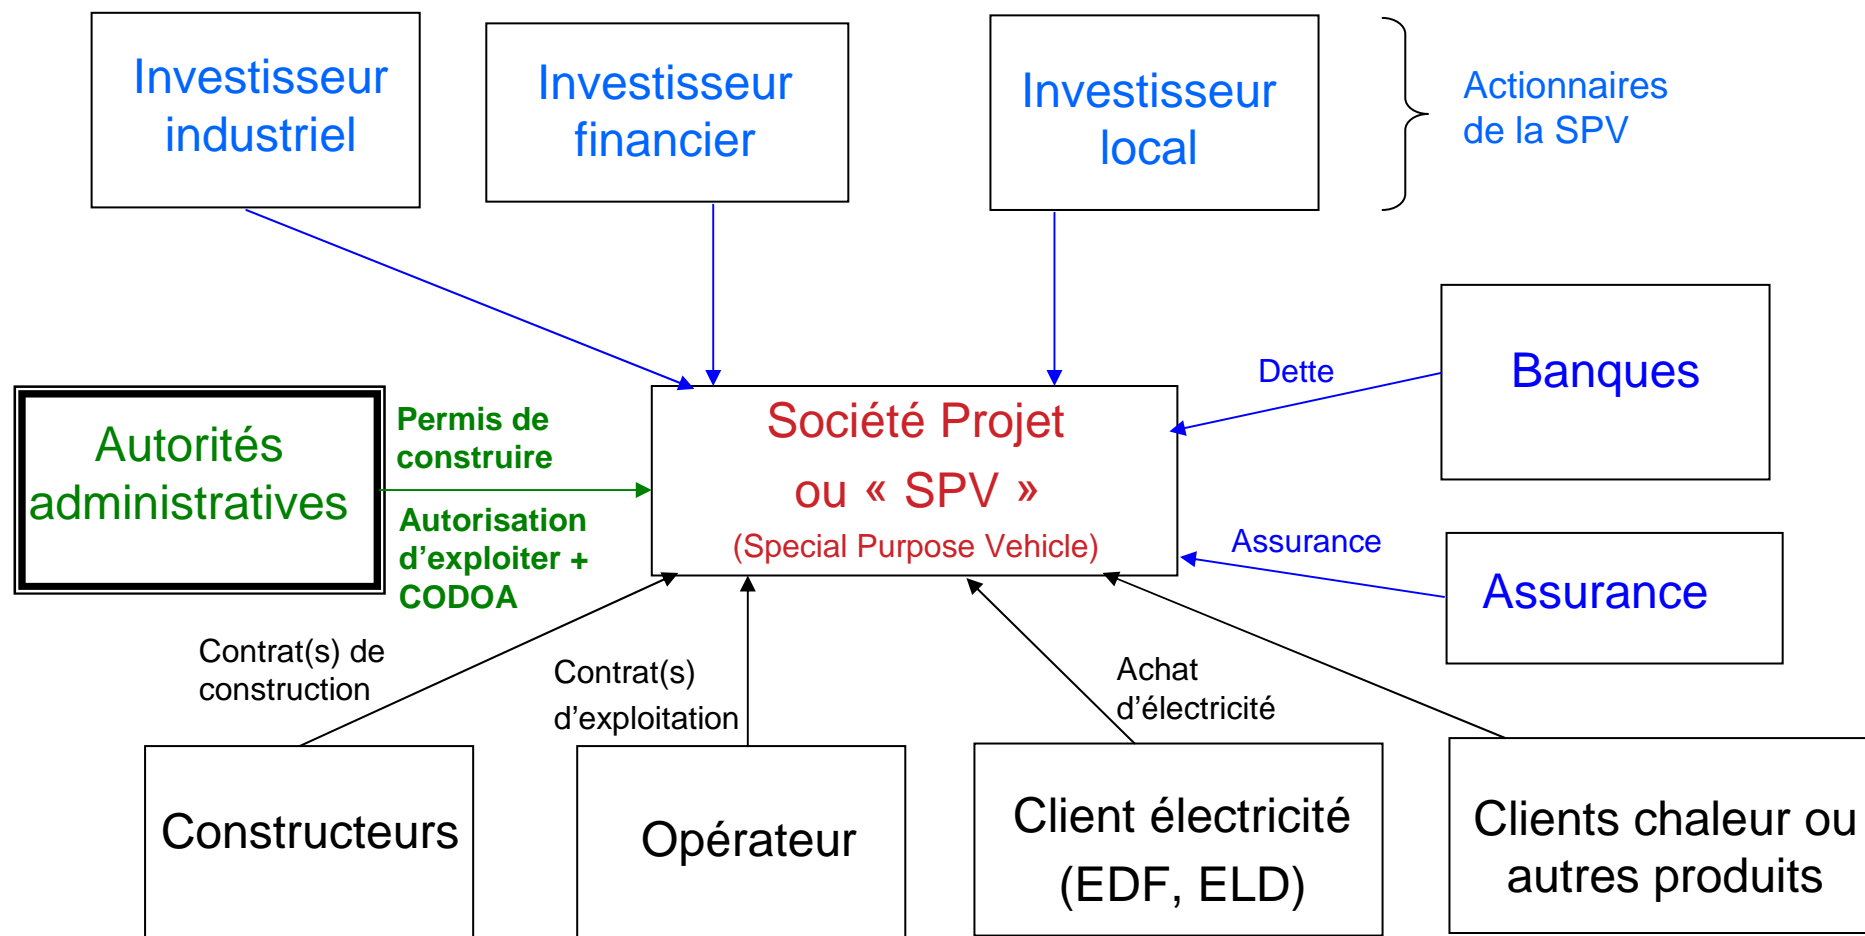 Investisseur
industriel
Investisseur
financier
Investisseur
local
Actionnaires
de la SPV
Banques
Dette
Autorités
administratives
Permis de
construire
Autorisation
d’exploiter +
CODOA
Société Projet
ou « SPV »
(Special Purpose Vehicle)
Assurance
Assurance
Contrat(s) de
construction
Contrat(s)
d’exploitation
Achat
d’électricité
Constructeurs
Opérateur
Client électricité
(EDF, ELD)
Clients chaleur ou
autres produits